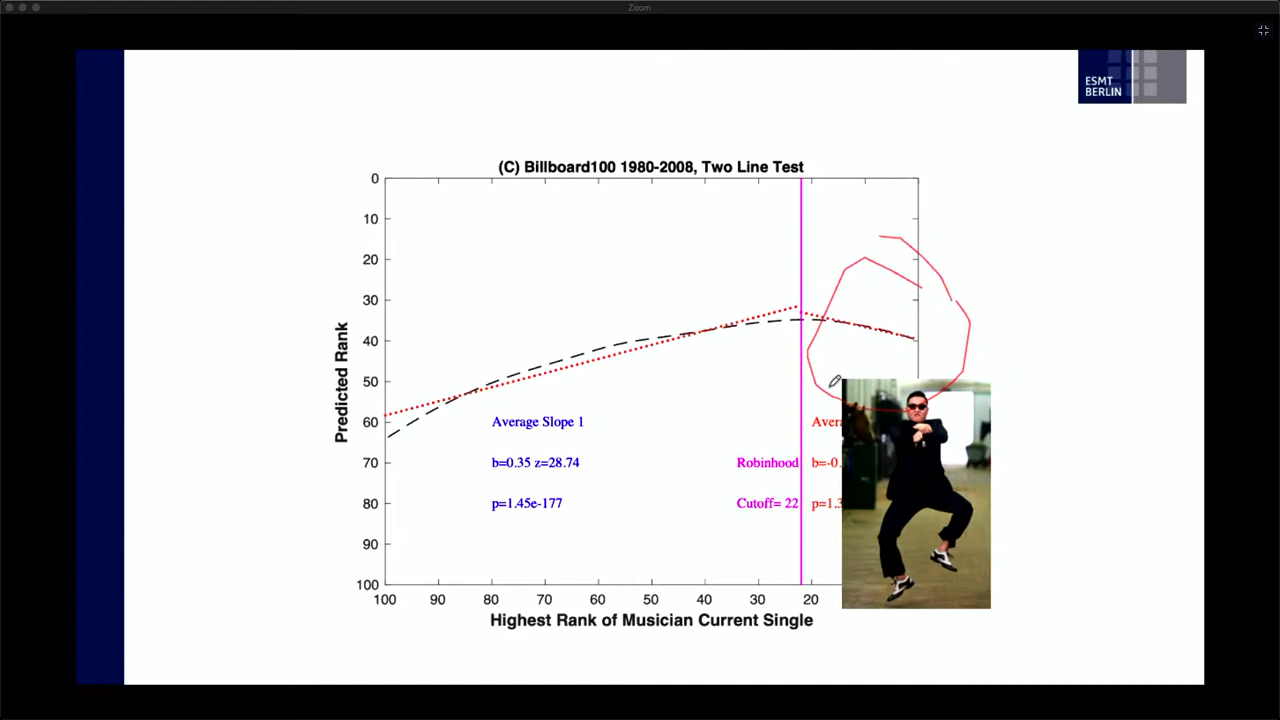 Zoom
ESMT
BERLIN
(C) Billboard100 1980-2008, Two Line Test
0
10
20
30
40
50
60
70
80
90
100
Predicted Rank
Average Slope 1
b=0.35 z=28.74
p=1.45e-177
Robinhood
Cutoff= 22
100 90 80 70 60 50 40 30 20
Highest Rank of Musician Current Single